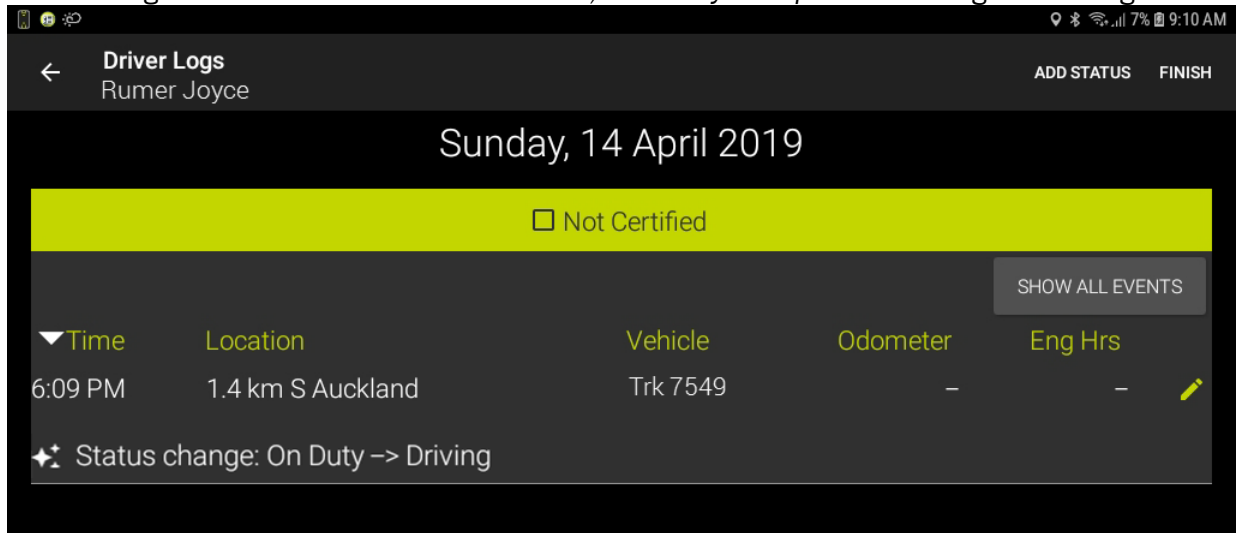 7% 9:10 AM
Driver Logs
Rumer Joyce
ADD STATUS FINISH
Sunday, 14 April 2019
Not Certified
SHOW ALL EVENTS
Time Location Vehicle Odometer Eng Hrs
6:09 PM 1.4 km S Auckland Trk 7549 – –
Status change: On Duty –> Driving